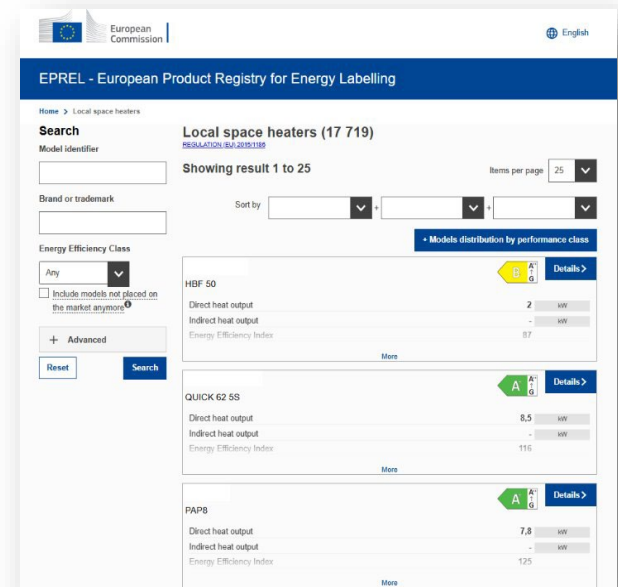 European
Commission
English
EPREL - European Product Registry for Energy Labelling
Home > Local space heaters
Search
Model identifier
Brand or trademark
Energy Efficiency Class
Any
Include models not placed on
the market anymore
+ Advanced
Reset
Search
Local space heaters (17 719)
REGULATION (EU) 2015/1186
Showing result 1 to 25
Items per page 25
Sort by + +
+ Models distribution by performance class
B A++ ↑ G
Details >
HBF 50
Direct heat output 2 kW
Indirect heat output - kW
Energy Efficiency Index 87
More
A+ A++ ↑ G
Details >
QUICK 62 5S
Direct heat output 8,5 kW
Indirect heat output - kW
Energy Efficiency Index 116
More
A+ A++ ↑ G
Details >
PAP8
Direct heat output 7,8 kW
Indirect heat output - kW
Energy Efficiency Index 125
More